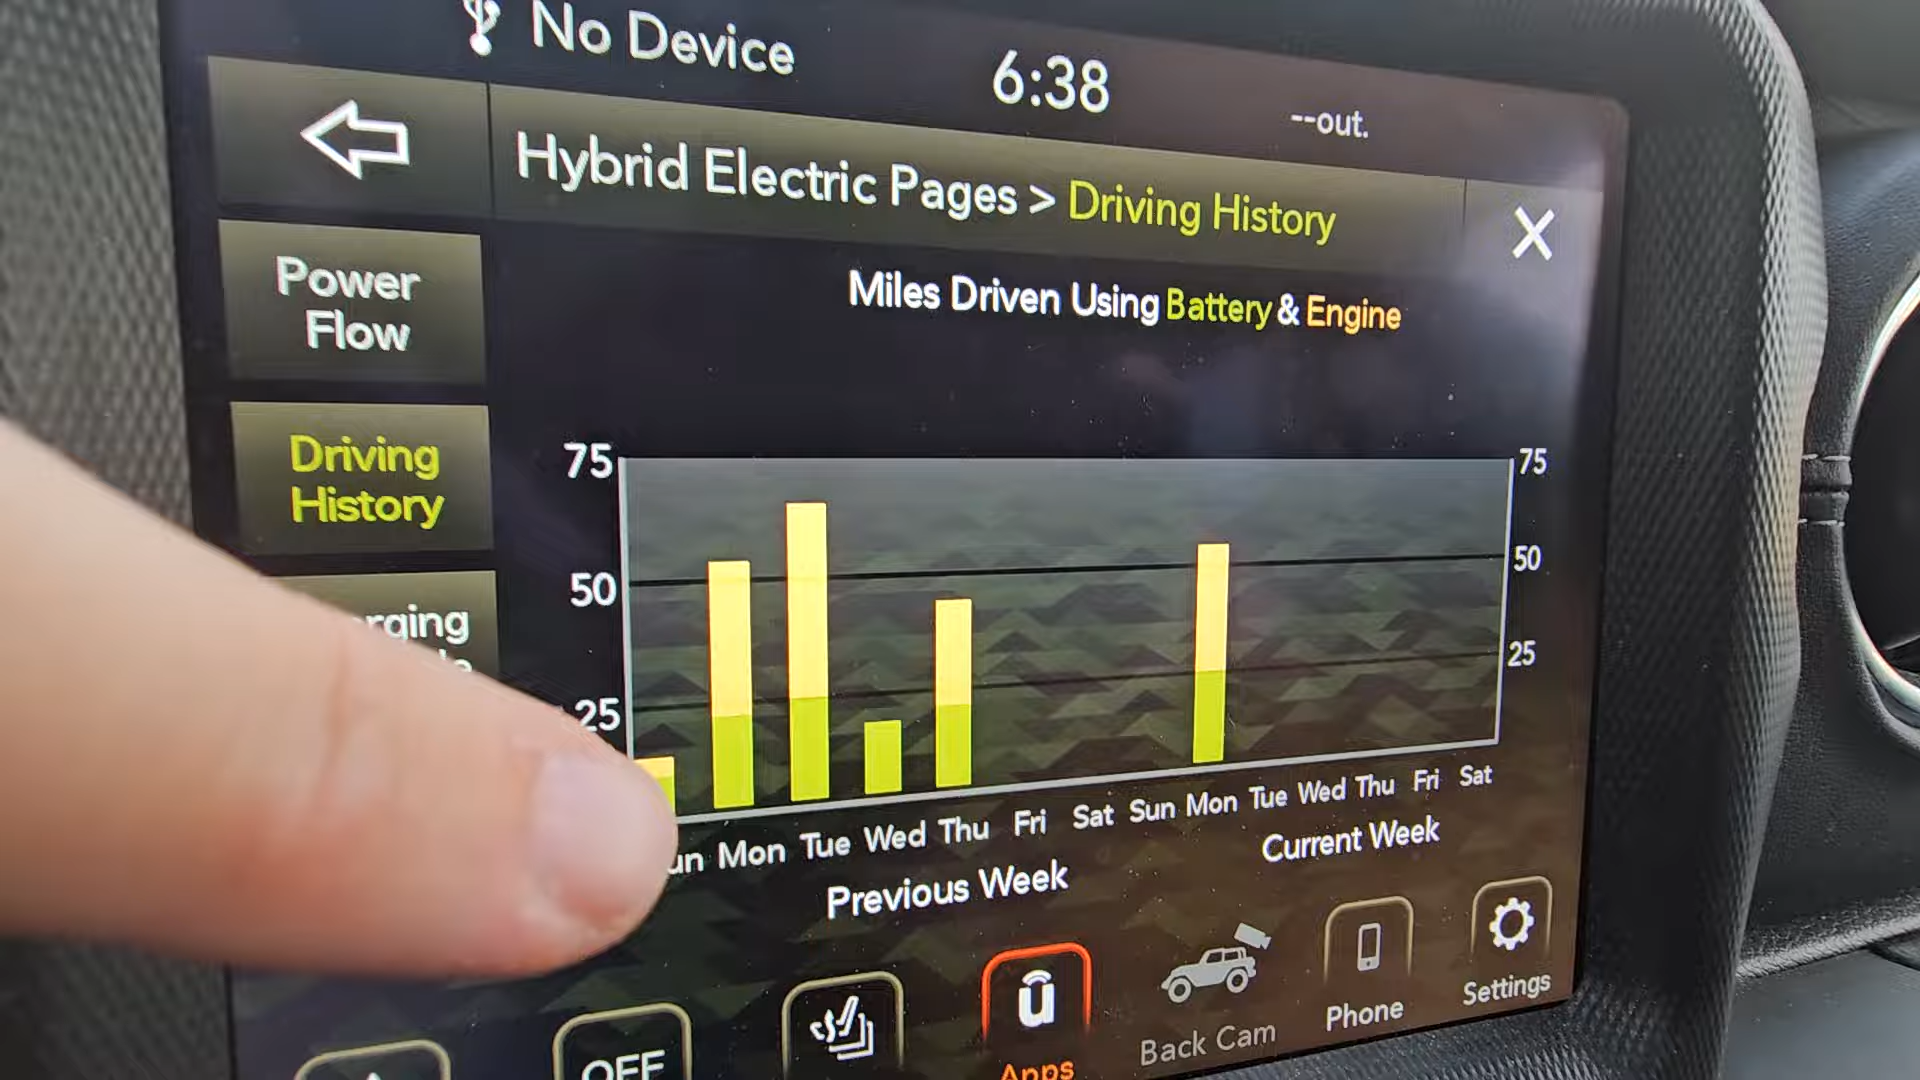 No Device
6:38
--out.
Hybrid Electric Pages > Driving History
X
Power
Flow
Miles Driven Using Battery & Engine
Driving
History
75
75
50
50
25
25
Mon Tue Wed Thu Fri Sat Sun Mon Tue Wed Thu Fri Sat
Previous Week
Current Week
OFF
Apps
Back Cam
Phone
Settings